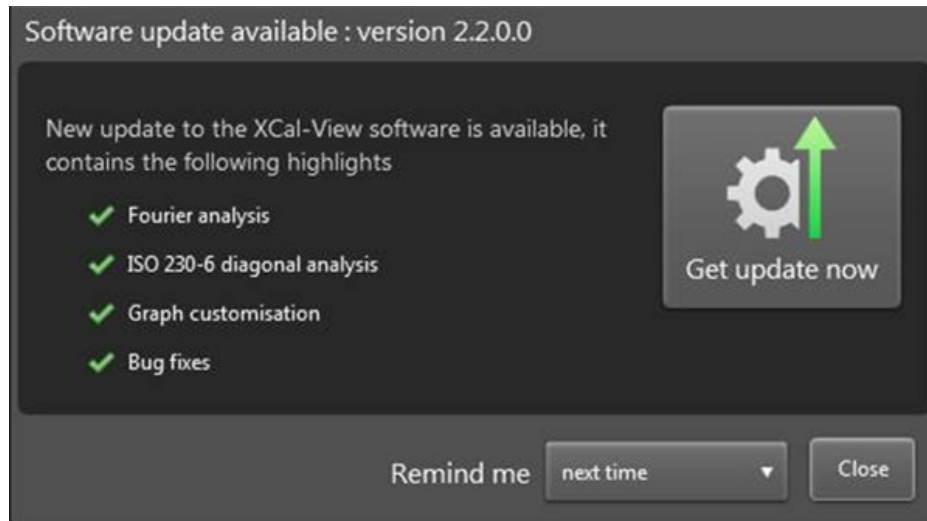 Software update available : version 2.2.0.0
New update to the XCal-View software is available, it
contains the following highlights
Fourier analysis
ISO 230-6 diagonal analysis
Graph customisation
Bug fixes
Get update now
Remind me
next time
Close